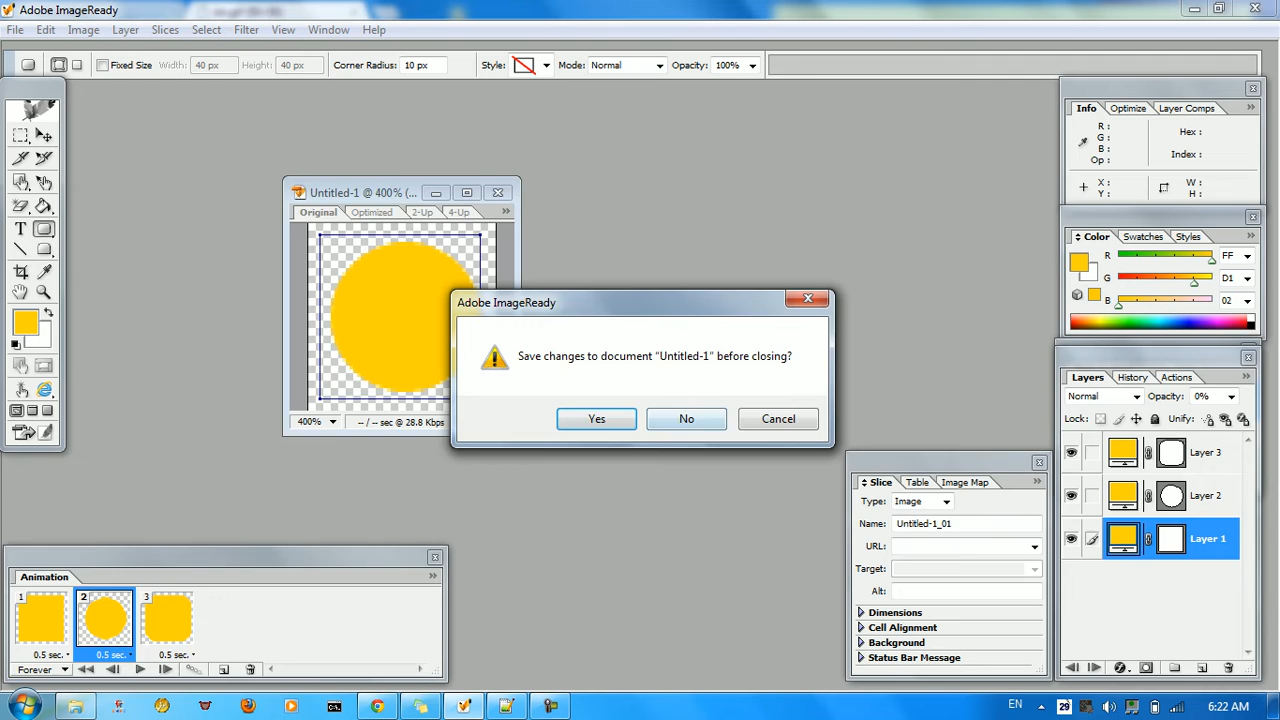 Adobe ImageReady
File Edit Image Layer Slices Select Filter View Window Help
Fixed Size Width: 40 px Height: 40 px Corner Radius: 10 px Style: Mode: Normal Opacity: 100%
Info Optimize Layer Comps
R :
G :
B :
Op :
Hex :
Index :
X :
Y :
W :
H :
Untitled-1 @ 400% (...
Original Optimized 2-Up 4-Up
400% -- / -- sec @ 28.8 Kbps
Color Swatches Styles
R FF
G D1
B 02
Adobe ImageReady
Save changes to document “Untitled-1” before closing?
Yes No Cancel
Layers History Actions
Normal Opacity: 0%
Lock: Unify:
Layer 3
Layer 2
Layer 1
Slice Table Image Map
Type: Image
Name: Untitled-1_01
URL:
Target:
Alt:
Dimensions
Cell Alignment
Background
Status Bar Message
Animation
1 2 3
0.5 sec. 0.5 sec. 0.5 sec.
Forever
EN 29 6:22 AM